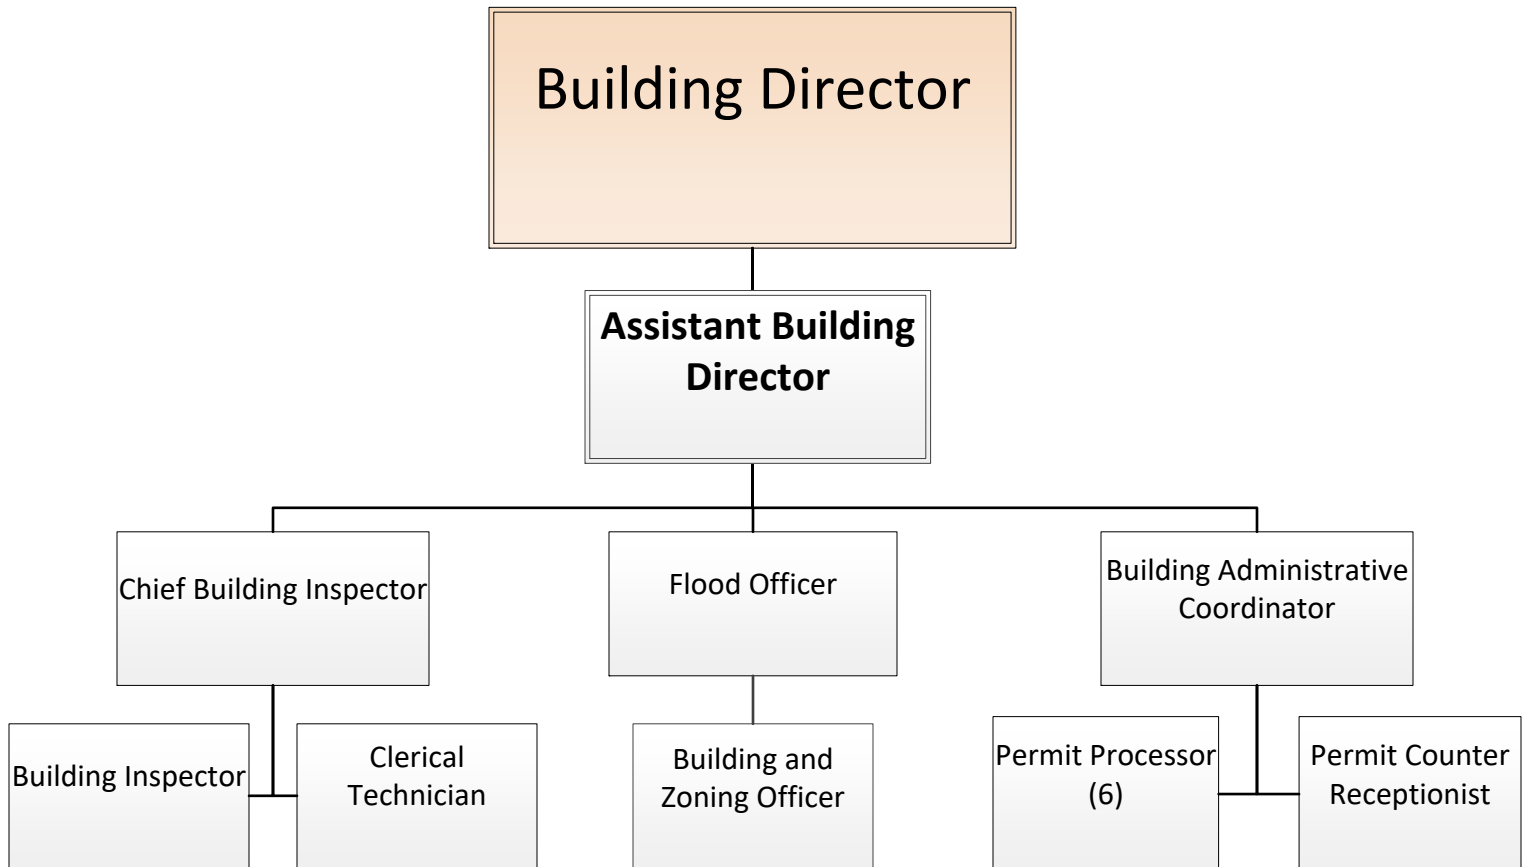 Building Director
Assistant Building
Director
Chief Building Inspector
Flood Officer
Building Administrative
Coordinator
Building Inspector
Clerical
Technician
Building and
Zoning Officer
Permit Processor
(6)
Permit Counter
Receptionist